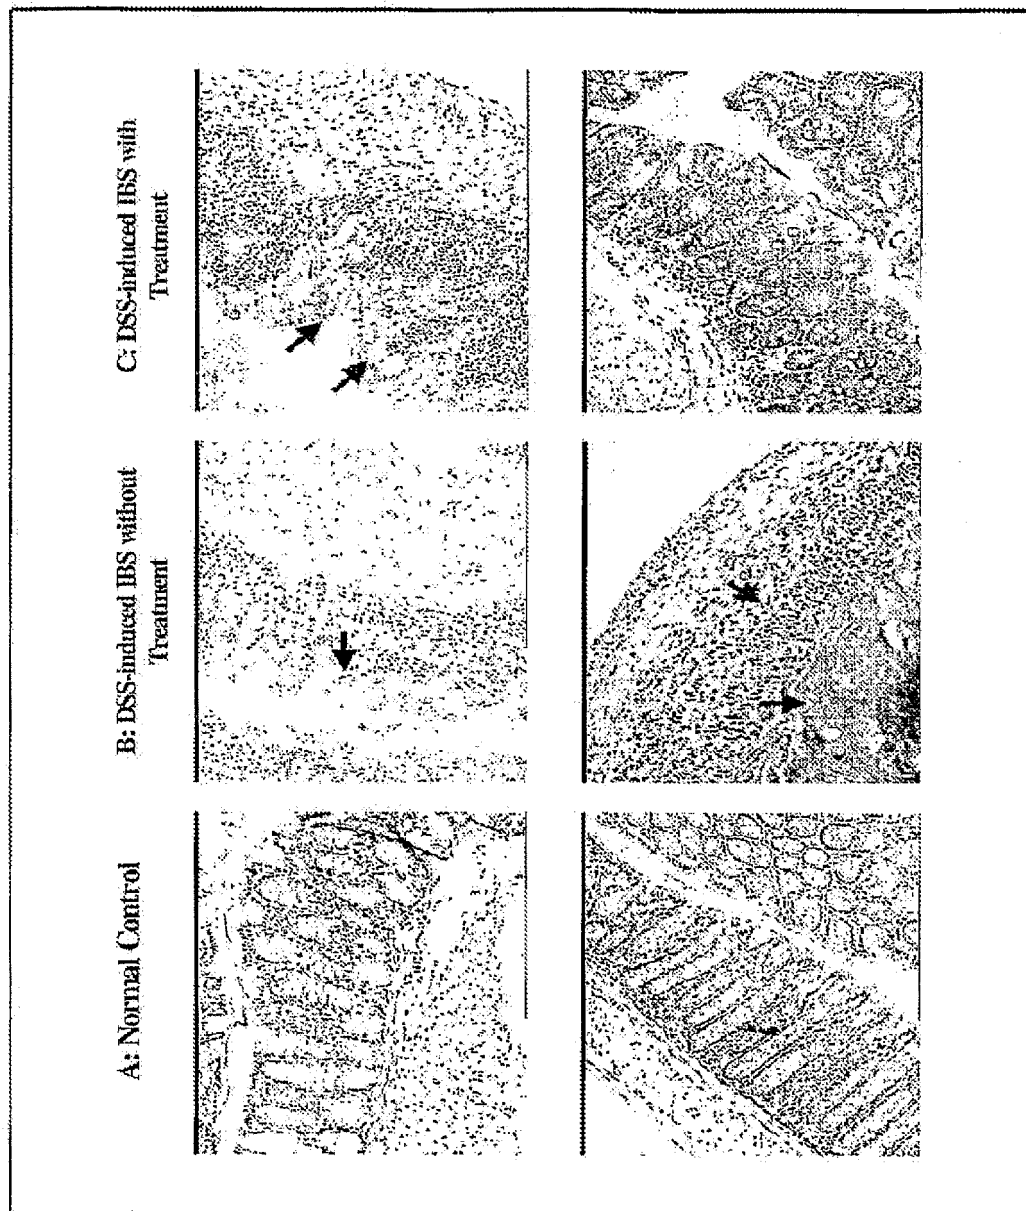 A: Normal Control
B: DSS-induced IBS without
Treatment
C: DSS-induced IBS with
Treatment